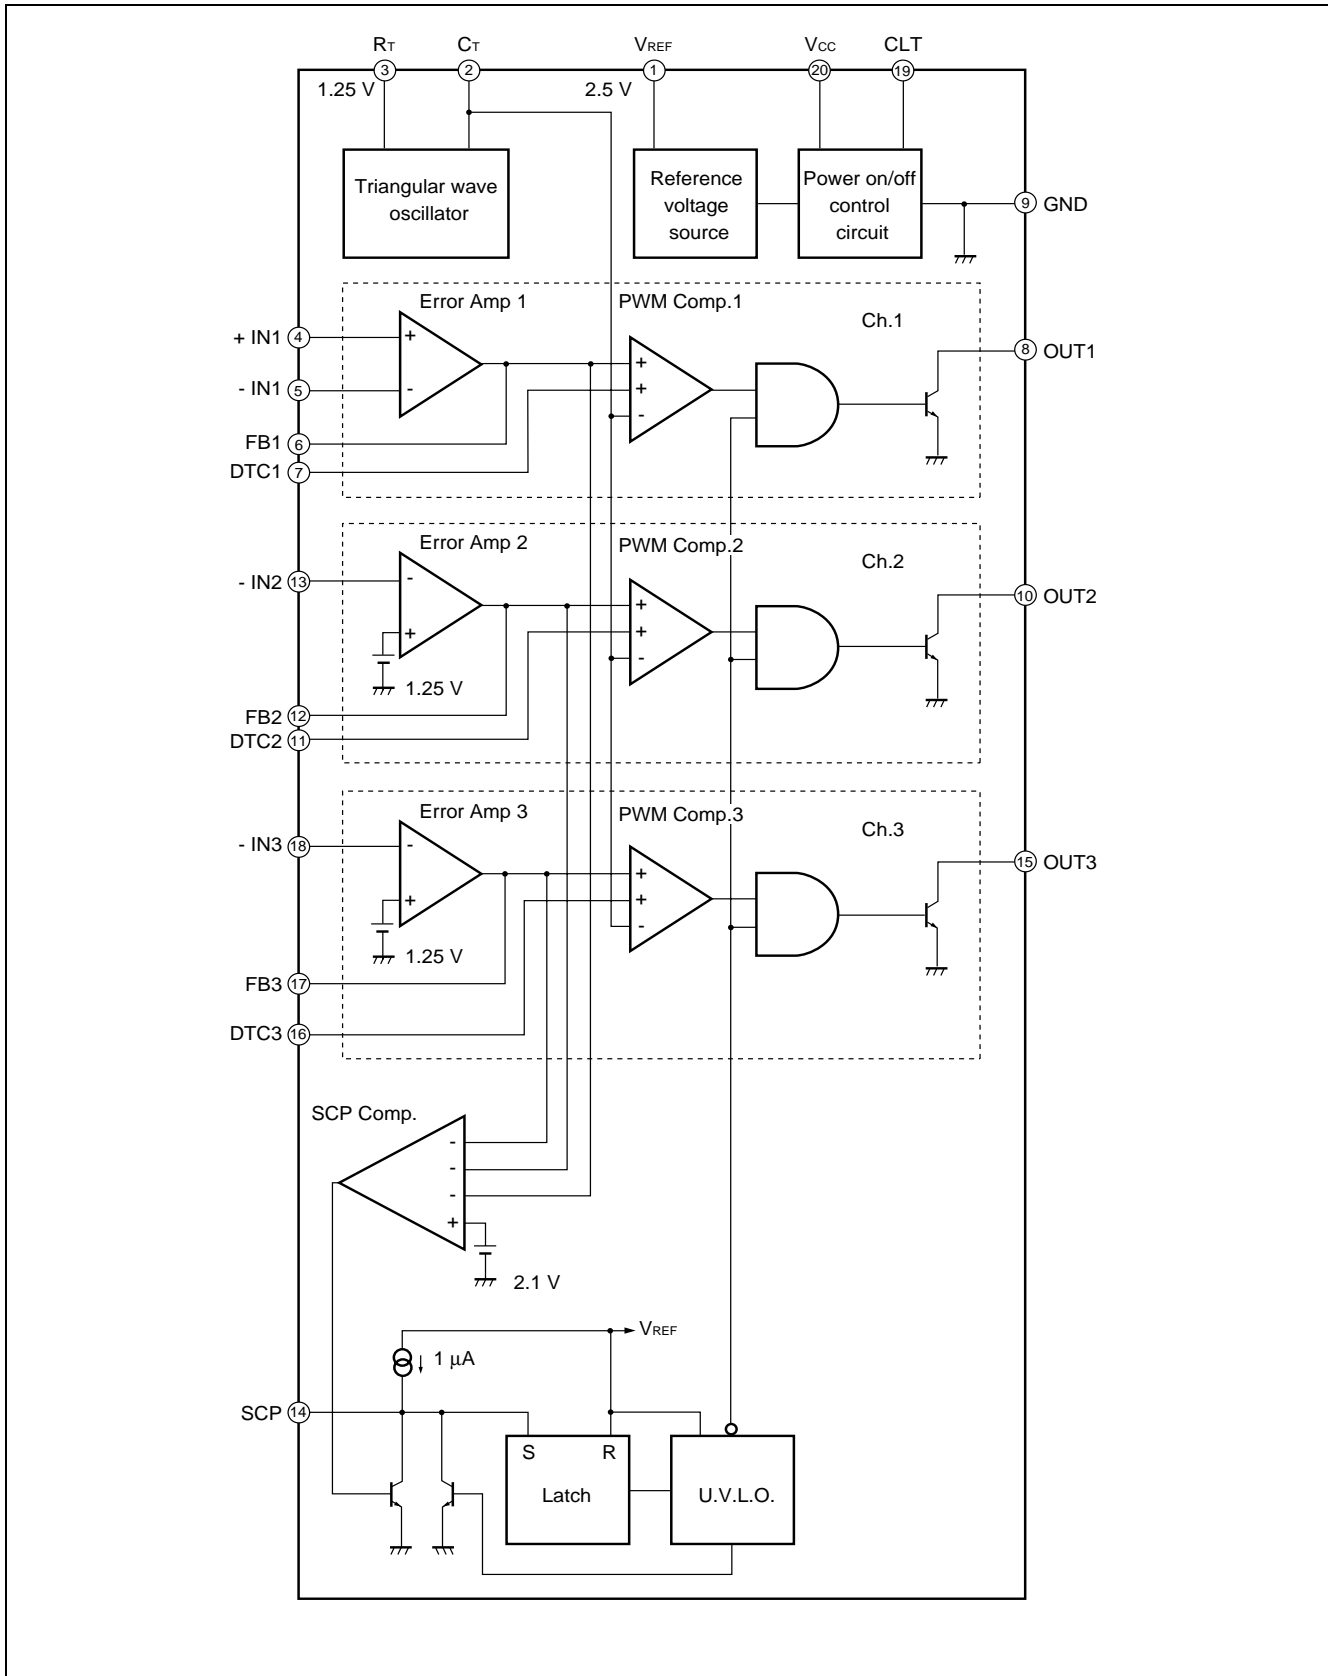 RT
CT
VREF
VCC
CLT
3
2
1
20
19
1.25 V
2.5 V
Triangular wave
oscillator
Reference
voltage
source
Power on/off
control
circuit
9
GND
Error Amp 1
PWM Comp.1
Ch.1
+ IN1
4
+
- IN1
5
-
+
+
-
8
OUT1
FB1
6
DTC1
7
Error Amp 2
PWM Comp.2
Ch.2
- IN2
13
-
+
1.25 V
+
+
-
10
OUT2
FB2
12
DTC2
11
Error Amp 3
PWM Comp.3
Ch.3
- IN3
18
-
+
1.25 V
+
+
-
15
OUT3
FB3
17
DTC3
16
SCP Comp.
-
-
-
+
2.1 V
VREF
1 μA
SCP
14
S
R
Latch
U.V.L.O.